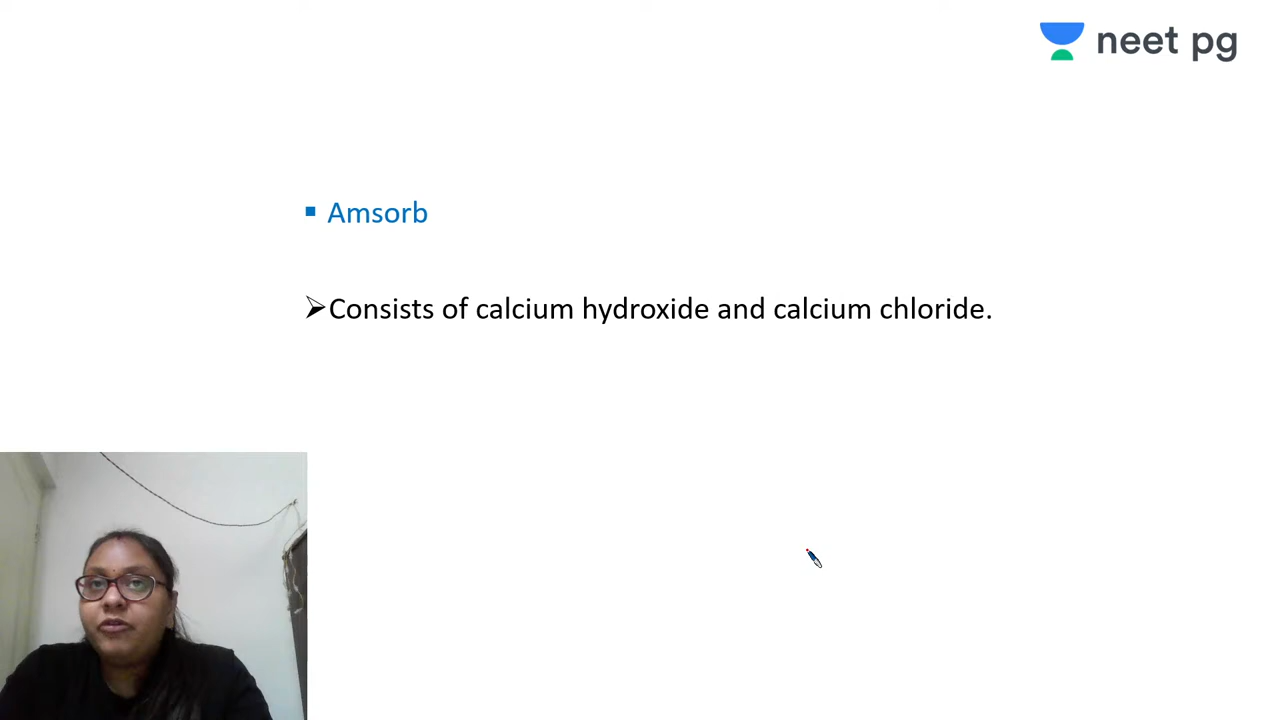 neet pg
Amsorb
Consists of calcium hydroxide and calcium chloride.